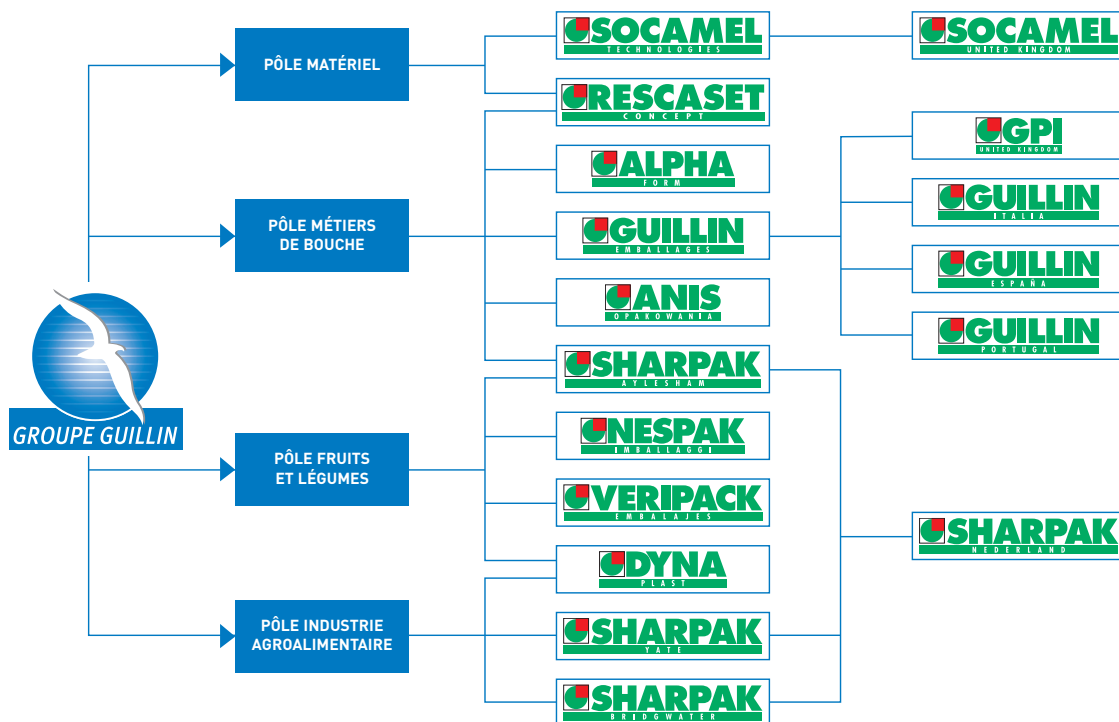 GROUPE GUILLIN
PÔLE MATÉRIEL
PÔLE MÉTIERS
DE BOUCHE
PÔLE FRUITS
ET LÉGUMES
PÔLE INDUSTRIE
AGROALIMENTAIRE
SOCAMEL
TECHNOLOGIES
RESCASET
CONCEPT
ALPHA
FORM
GUILLIN
EMBALLAGES
ANIS
OPAKOWANIA
SHARPAK
AYLESHAM
NESPAK
IMBALLAGGI
VERIPACK
EMBALAJES
DYNA
PLAST
SHARPAK
YATE
SHARPAK
BRIDGWATER
SOCAMEL
UNITED KINGDOM
GPI
UNITED KINGDOM
GUILLIN
ITALIA
GUILLIN
ESPAÑA
GUILLIN
PORTUGAL
SHARPAK
NEDERLAND